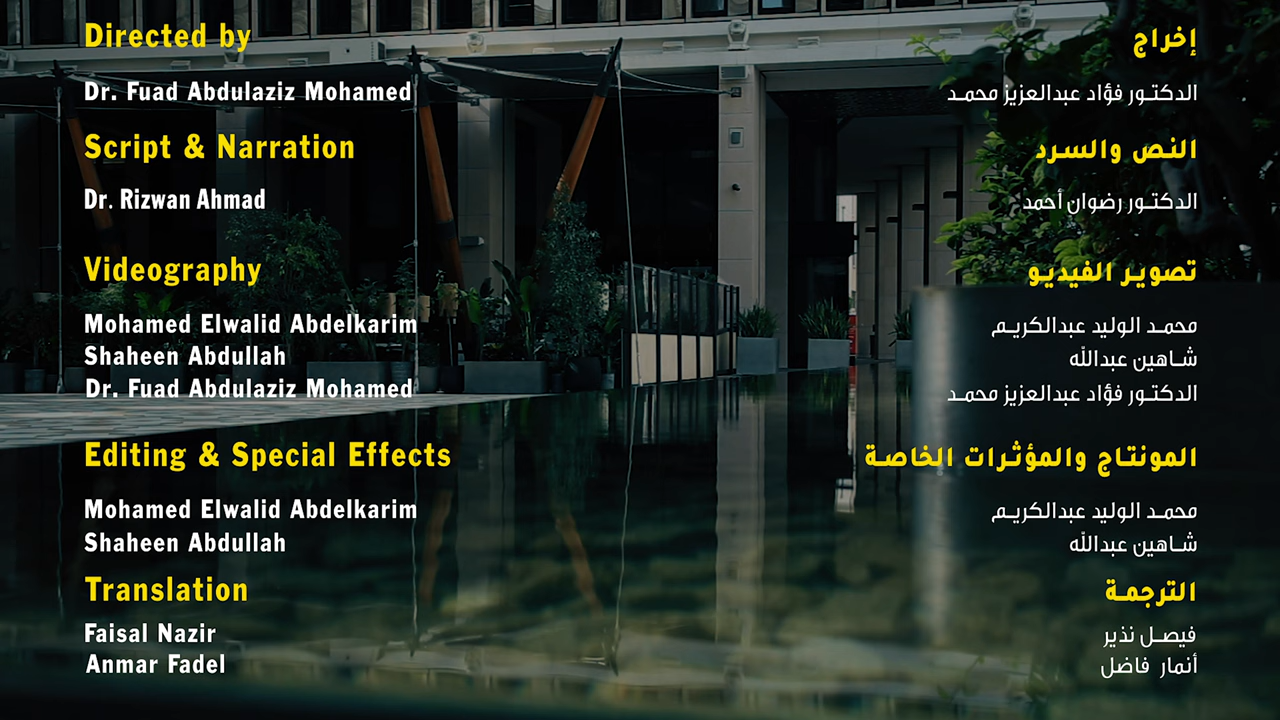 Directed by
إخراج
Dr. Fuad Abdulaziz Mohamed
الدكتور فؤاد عبدالعزيز محمد
Script & Narration
النص والسرد
Dr. Rizwan Ahmad
الدكتور رضوان أحمد
Videography
تصوير الفيديو
Mohamed Elwalid Abdelkarim
محمد الوليد عبدالكريم
Shaheen Abdullah
شاهين عبدالله
Dr. Fuad Abdulaziz Mohamed
الدكتور فؤاد عبدالعزيز محمد
Editing & Special Effects
المونتاج والمؤثرات الخاصة
Mohamed Elwalid Abdelkarim
محمد الوليد عبدالكريم
Shaheen Abdullah
شاهين عبدالله
Translation
الترجمة
Faisal Nazir
فيصل نذير
Anmar Fadel
أنمار فاضل